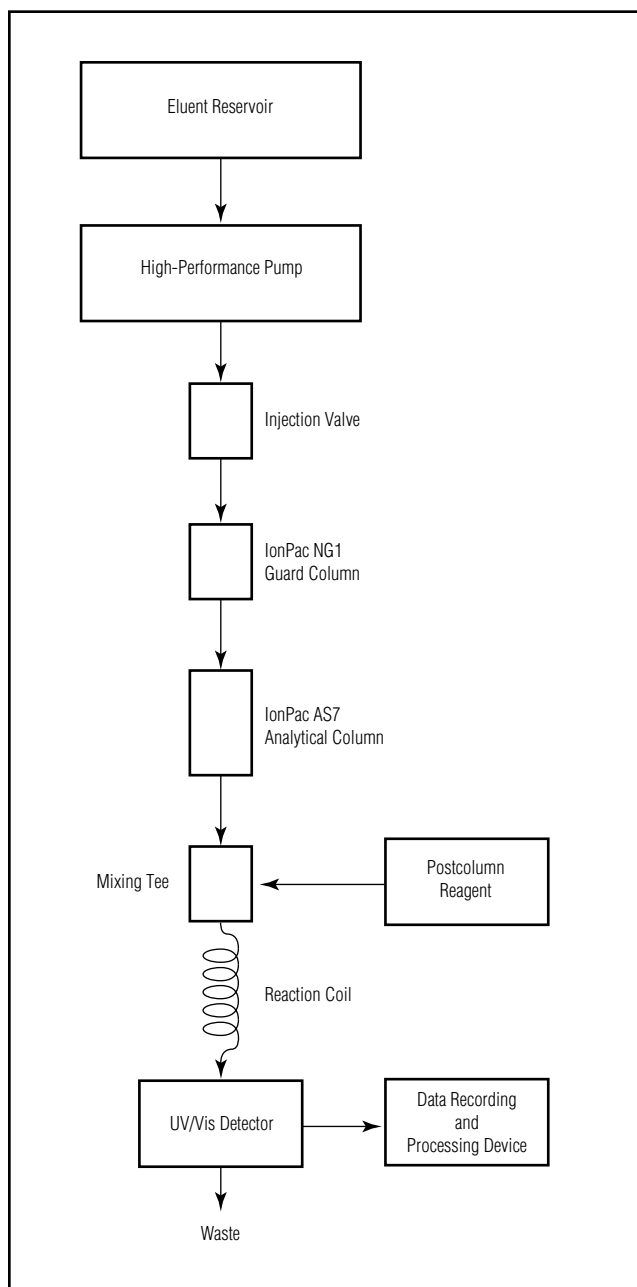 Eluent Reservoir
High-Performance Pump
Injection Valve
IonPac NG1
Guard Column
IonPac AS7
Analytical Column
Mixing Tee
Postcolumn
Reagent
Reaction Coil
UV/Vis Detector
Data Recording
and
Processing Device
Waste